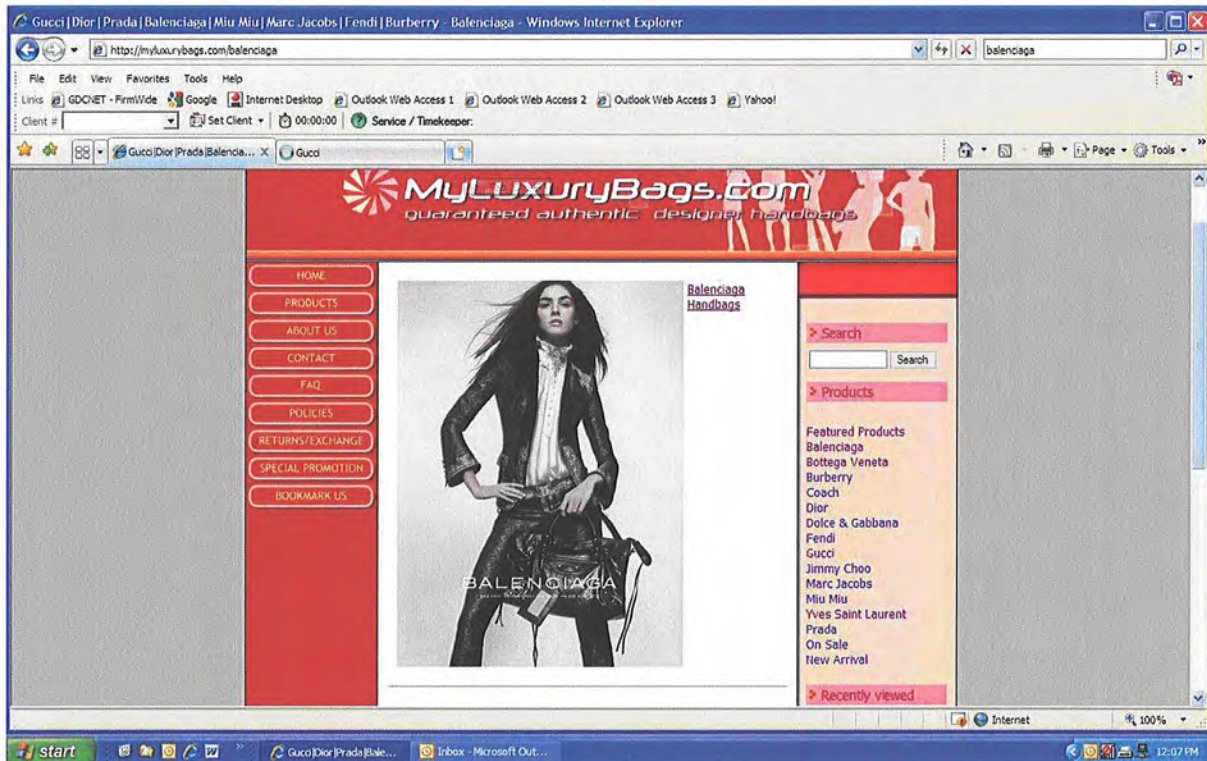 Gucci|Dior|Prada|Balenciaga|Miu Miu|Marc Jacobs|Fendi|Burberry - Balenciaga - Windows Internet Explorer
http://myluxurybags.com/balenciaga
balenciaga
File Edit View Favorites Tools Help
Links GDCNET - FirmWide Google Internet Desktop Outlook Web Access 1 Outlook Web Access 2 Outlook Web Access 3 Yahoo!
Client # Set Client 00:00:00 Service / Timekeeper:
Gucci|Dior|Prada|Balencia... X Gucci Page Tools
MyLuxuryBags.com
guaranteed authentic designer handbags
HOME
PRODUCTS
ABOUT US
CONTACT
FAQ
POLICIES
RETURNS/EXCHANGE
SPECIAL PROMOTION
BOOKMARK US
BALENCIAGA
Balenciaga
Handbags
Search
Search
Products
Featured Products
Balenciaga
Bottega Veneta
Burberry
Coach
Dior
Dolce & Gabbana
Fendi
Gucci
Jimmy Choo
Marc Jacobs
Miu Miu
Yves Saint Laurent
Prada
On Sale
New Arrival
Recently viewed
Internet 100%
start Gucci|Dior|Prada|Bale... Inbox - Microsoft Out... 12:07 PM